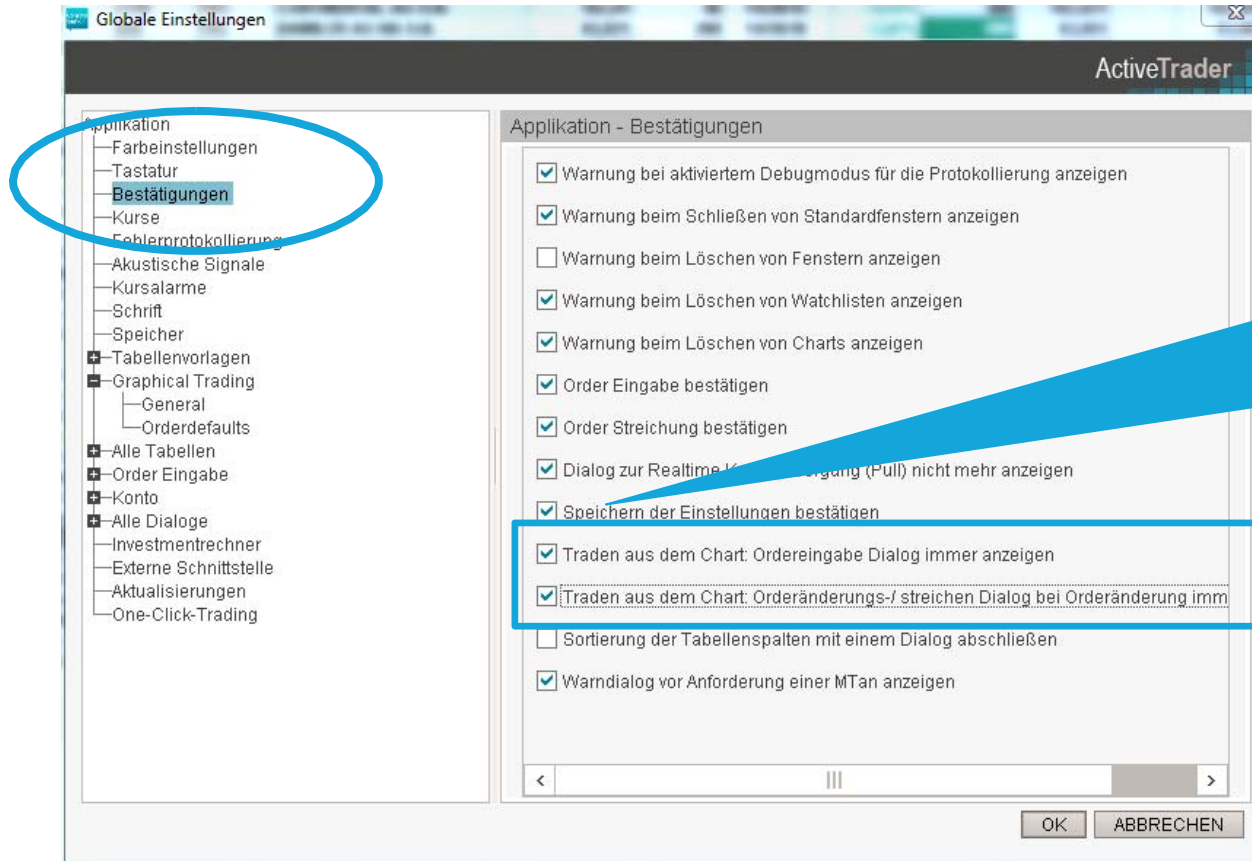 Globale Einstellungen
ActiveTrader
Applikation
Farbeinstellungen
Tastatur
Bestätigungen
Kurse
Fehlerprotokollierung
Akustische Signale
Kursalarme
Schrift
Speicher
Tabellenvorlagen
Graphical Trading
General
Orderdefaults
Alle Tabellen
Order Eingabe
Konto
Alle Dialoge
Investmentrechner
Externe Schnittstelle
Aktualisierungen
One-Click-Trading
Applikation - Bestätigungen
Warnung bei aktiviertem Debugmodus für die Protokollierung anzeigen
Warnung beim Schließen von Standardfenstern anzeigen
Warnung beim Löschen von Fenstern anzeigen
Warnung beim Löschen von Watchlisten anzeigen
Warnung beim Löschen von Charts anzeigen
Order Eingabe bestätigen
Order Streichung bestätigen
Dialog zur Realtime (Pull) nicht mehr anzeigen
Speichern der Einstellungen bestätigen
Traden aus dem Chart: Ordereingabe Dialog immer anzeigen
Traden aus dem Chart: Orderänderungs-/ streichen Dialog bei Orderänderung imm
Sortierung der Tabellenspalten mit einem Dialog abschließen
Warndialog vor Anforderung einer MTan anzeigen
OK
ABBRECHEN